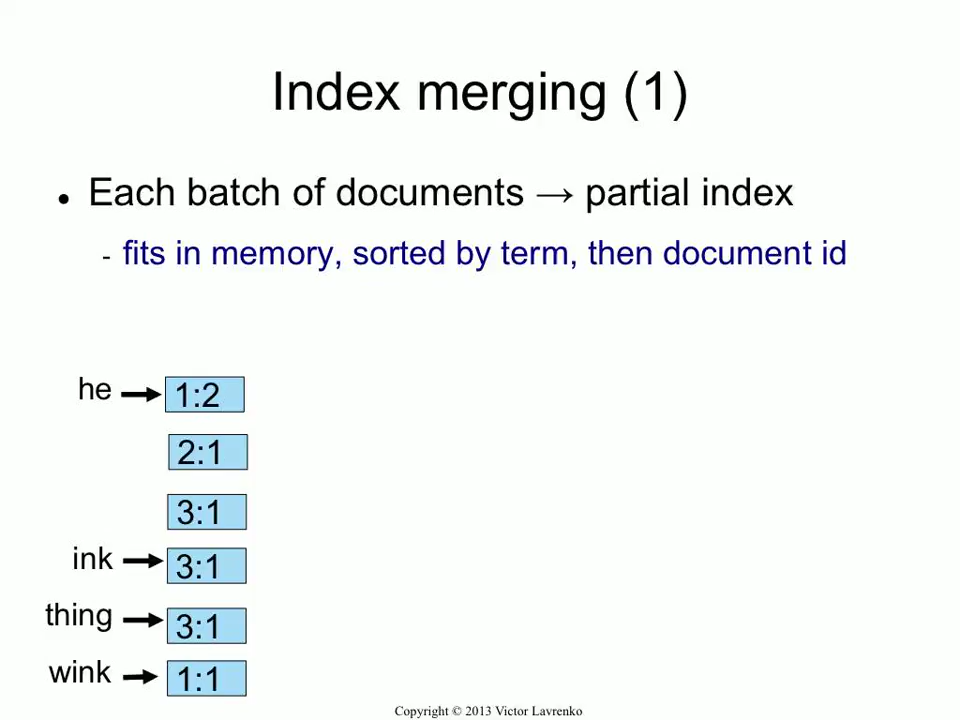 Index merging (1)
● Each batch of documents → partial index
- fits in memory, sorted by term, then document id
he 1:2
2:1
3:1
ink 3:1
thing 3:1
wink 1:1
Copyright © 2013 Victor Lavrenko